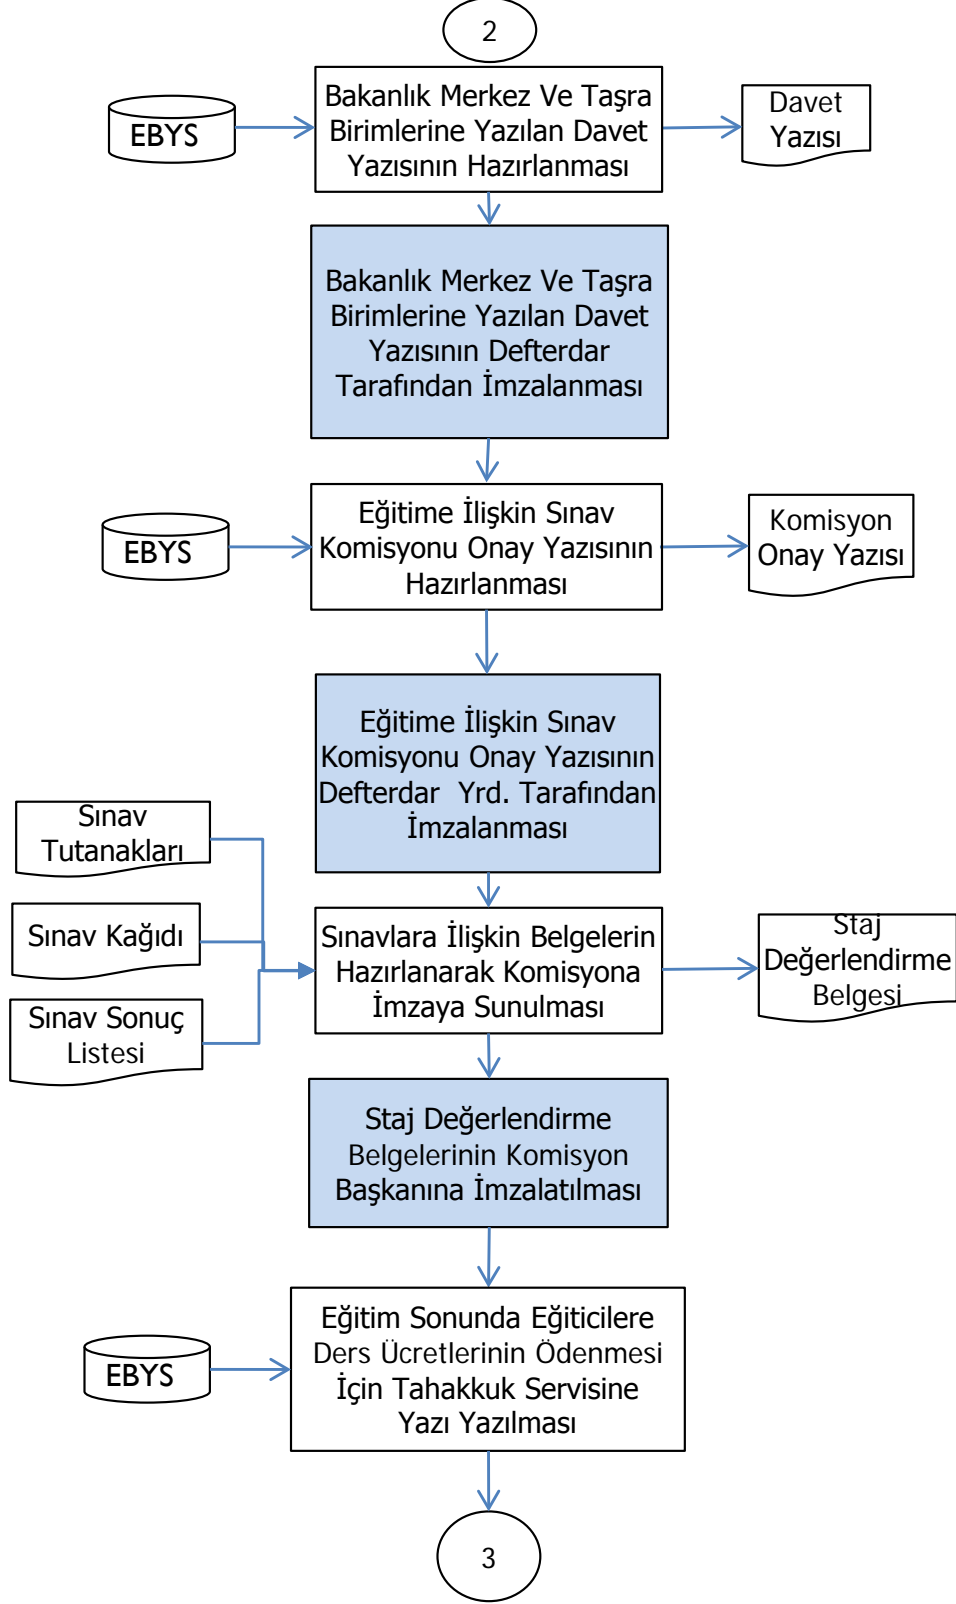 2
Bakanlık Merkez Ve Taşra
Birimlerine Yazılan Davet
Yazısının Hazırlanması
EBYS
Davet
Yazısı
Bakanlık Merkez Ve Taşra
Birimlerine Yazılan Davet
Yazısının Defterdar
Tarafından İmzalanması
Eğitime İlişkin Sınav
Komisyonu Onay Yazısının
Hazırlanması
EBYS
Komisyon
Onay Yazısı
Eğitime İlişkin Sınav
Komisyonu Onay Yazısının
Defterdar  Yrd. Tarafından
İmzalanması
Sınav
Tutanakları
Sınav Kağıdı
Sınav Sonuç
Listesi
Sınavlara İlişkin Belgelerin
Hazırlanarak Komisyona
İmzaya Sunulması
Staj
Değerlendirme
Belgesi
Staj Değerlendirme
Belgelerinin Komisyon
Başkanına İmzalatılması
Eğitim Sonunda Eğiticilere
Ders Ücretlerinin Ödenmesi
İçin Tahakkuk Servisine
Yazı Yazılması
EBYS
3